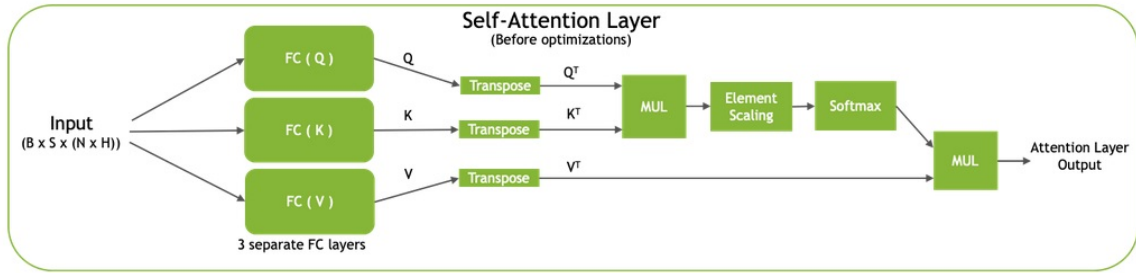 Self-Attention Layer
(Before optimizations)
FC ( Q )
Q
Transpose
Qᵀ
Input
(B x S x (N x H))
FC ( K )
K
Transpose
Kᵀ
MUL
Element
Scaling
Softmax
FC ( V )
V
Transpose
Vᵀ
MUL
Attention Layer
Output
3 separate FC layers